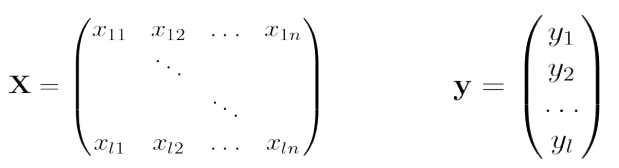 X = ( x11 x12 … x1n
⋱
⋱
xl1 xl2 … xln )
y = ( y1
y2
…
yl )